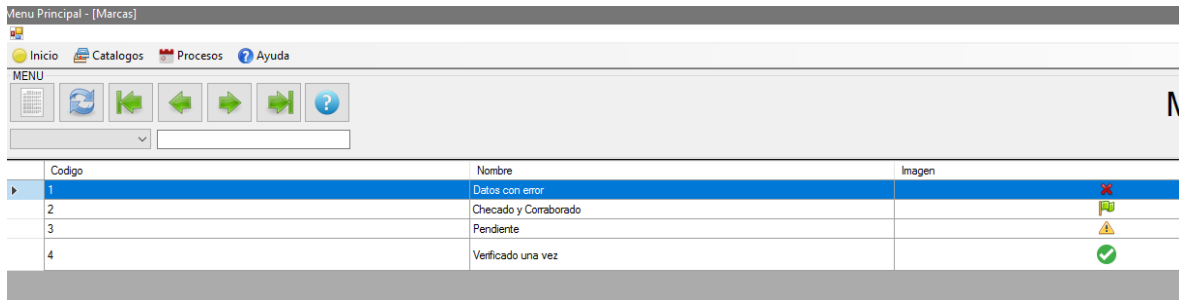 Menu Principal - [Marcas]
Inicio Catalogos Procesos Ayuda
MENU
M
Codigo Nombre Imagen
1 Datos con error
2 Checado y Corraborado
3 Pendiente
4 Verificado una vez